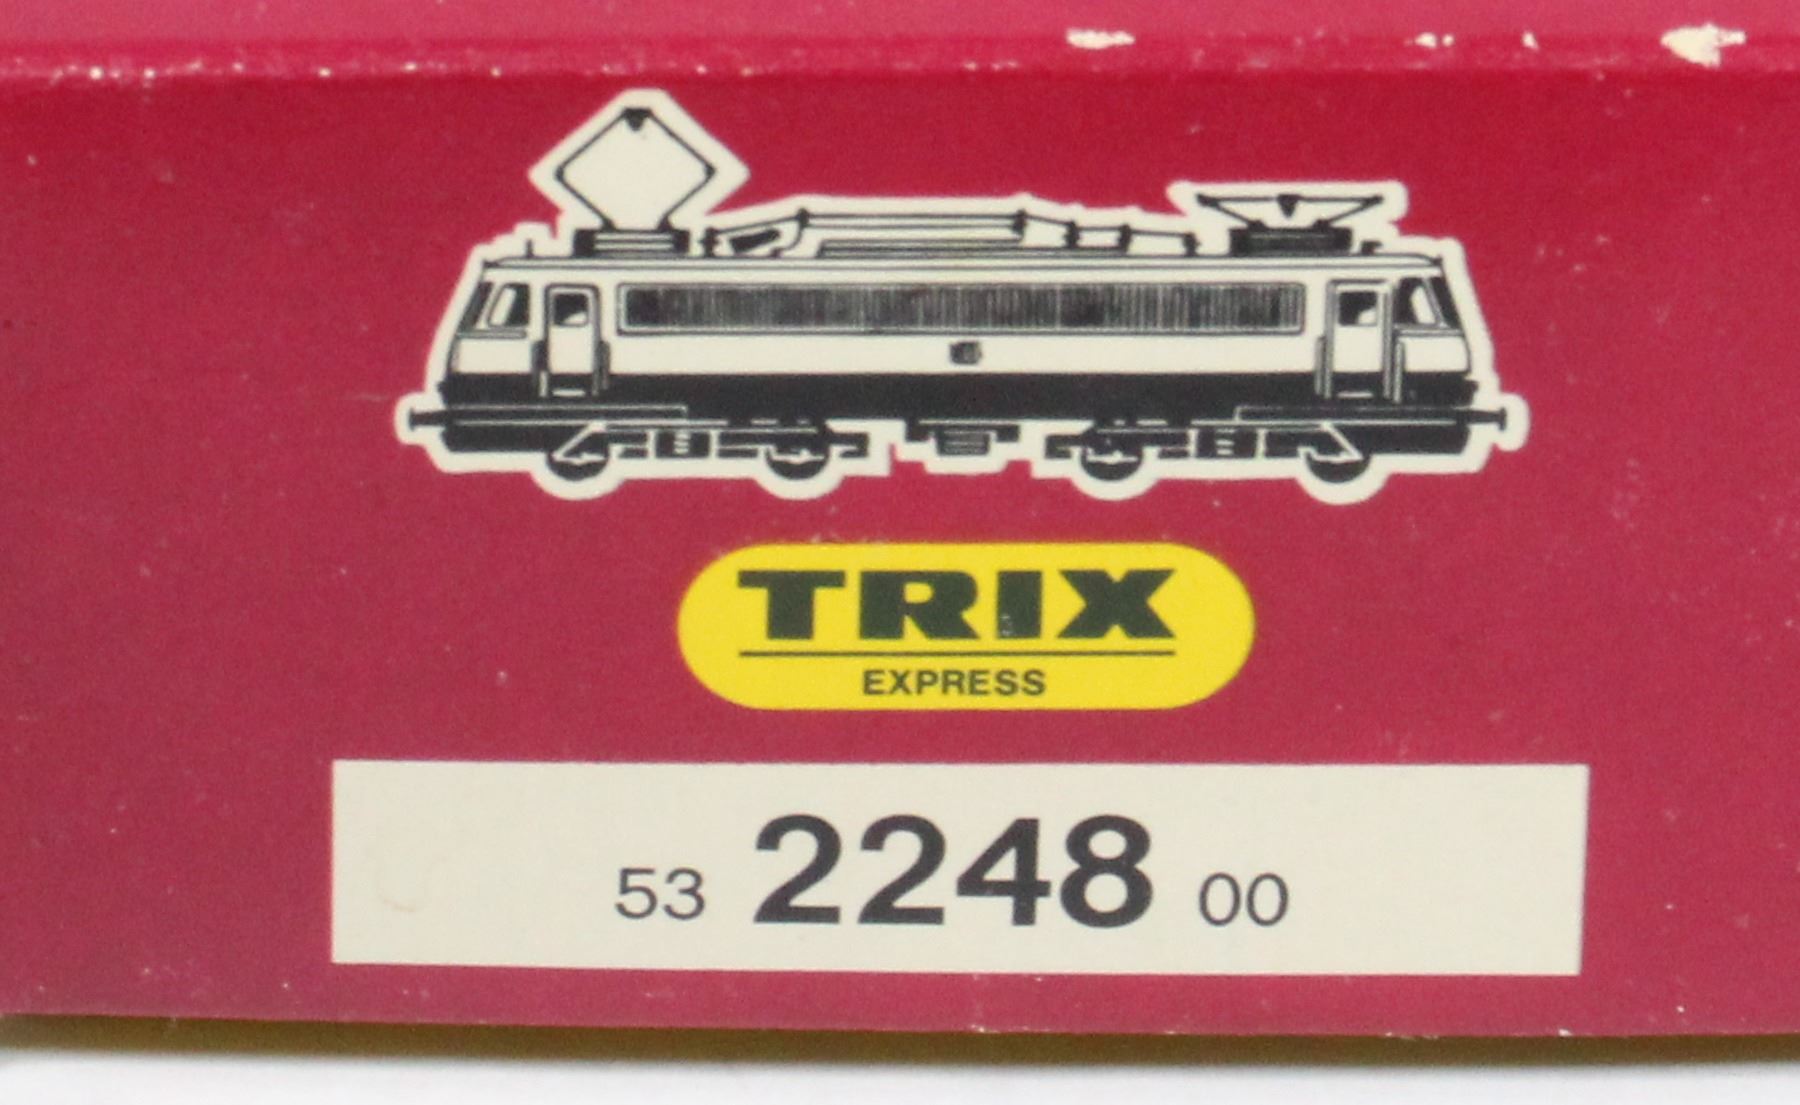 TRIX
EXPRESS
53 2248 00